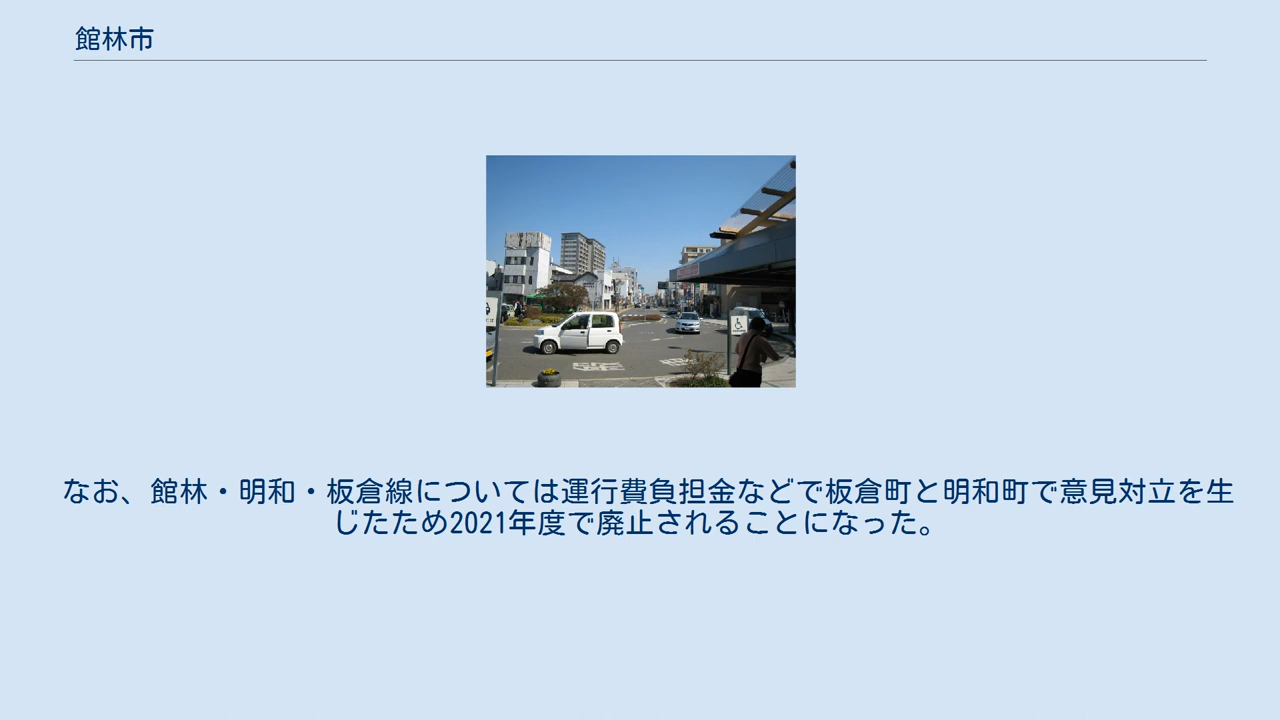 館林市
なお、館林・明和・板倉線については運行費負担金などで板倉町と明和町で意見対立を生
じたため2021年度で廃止されることになった。